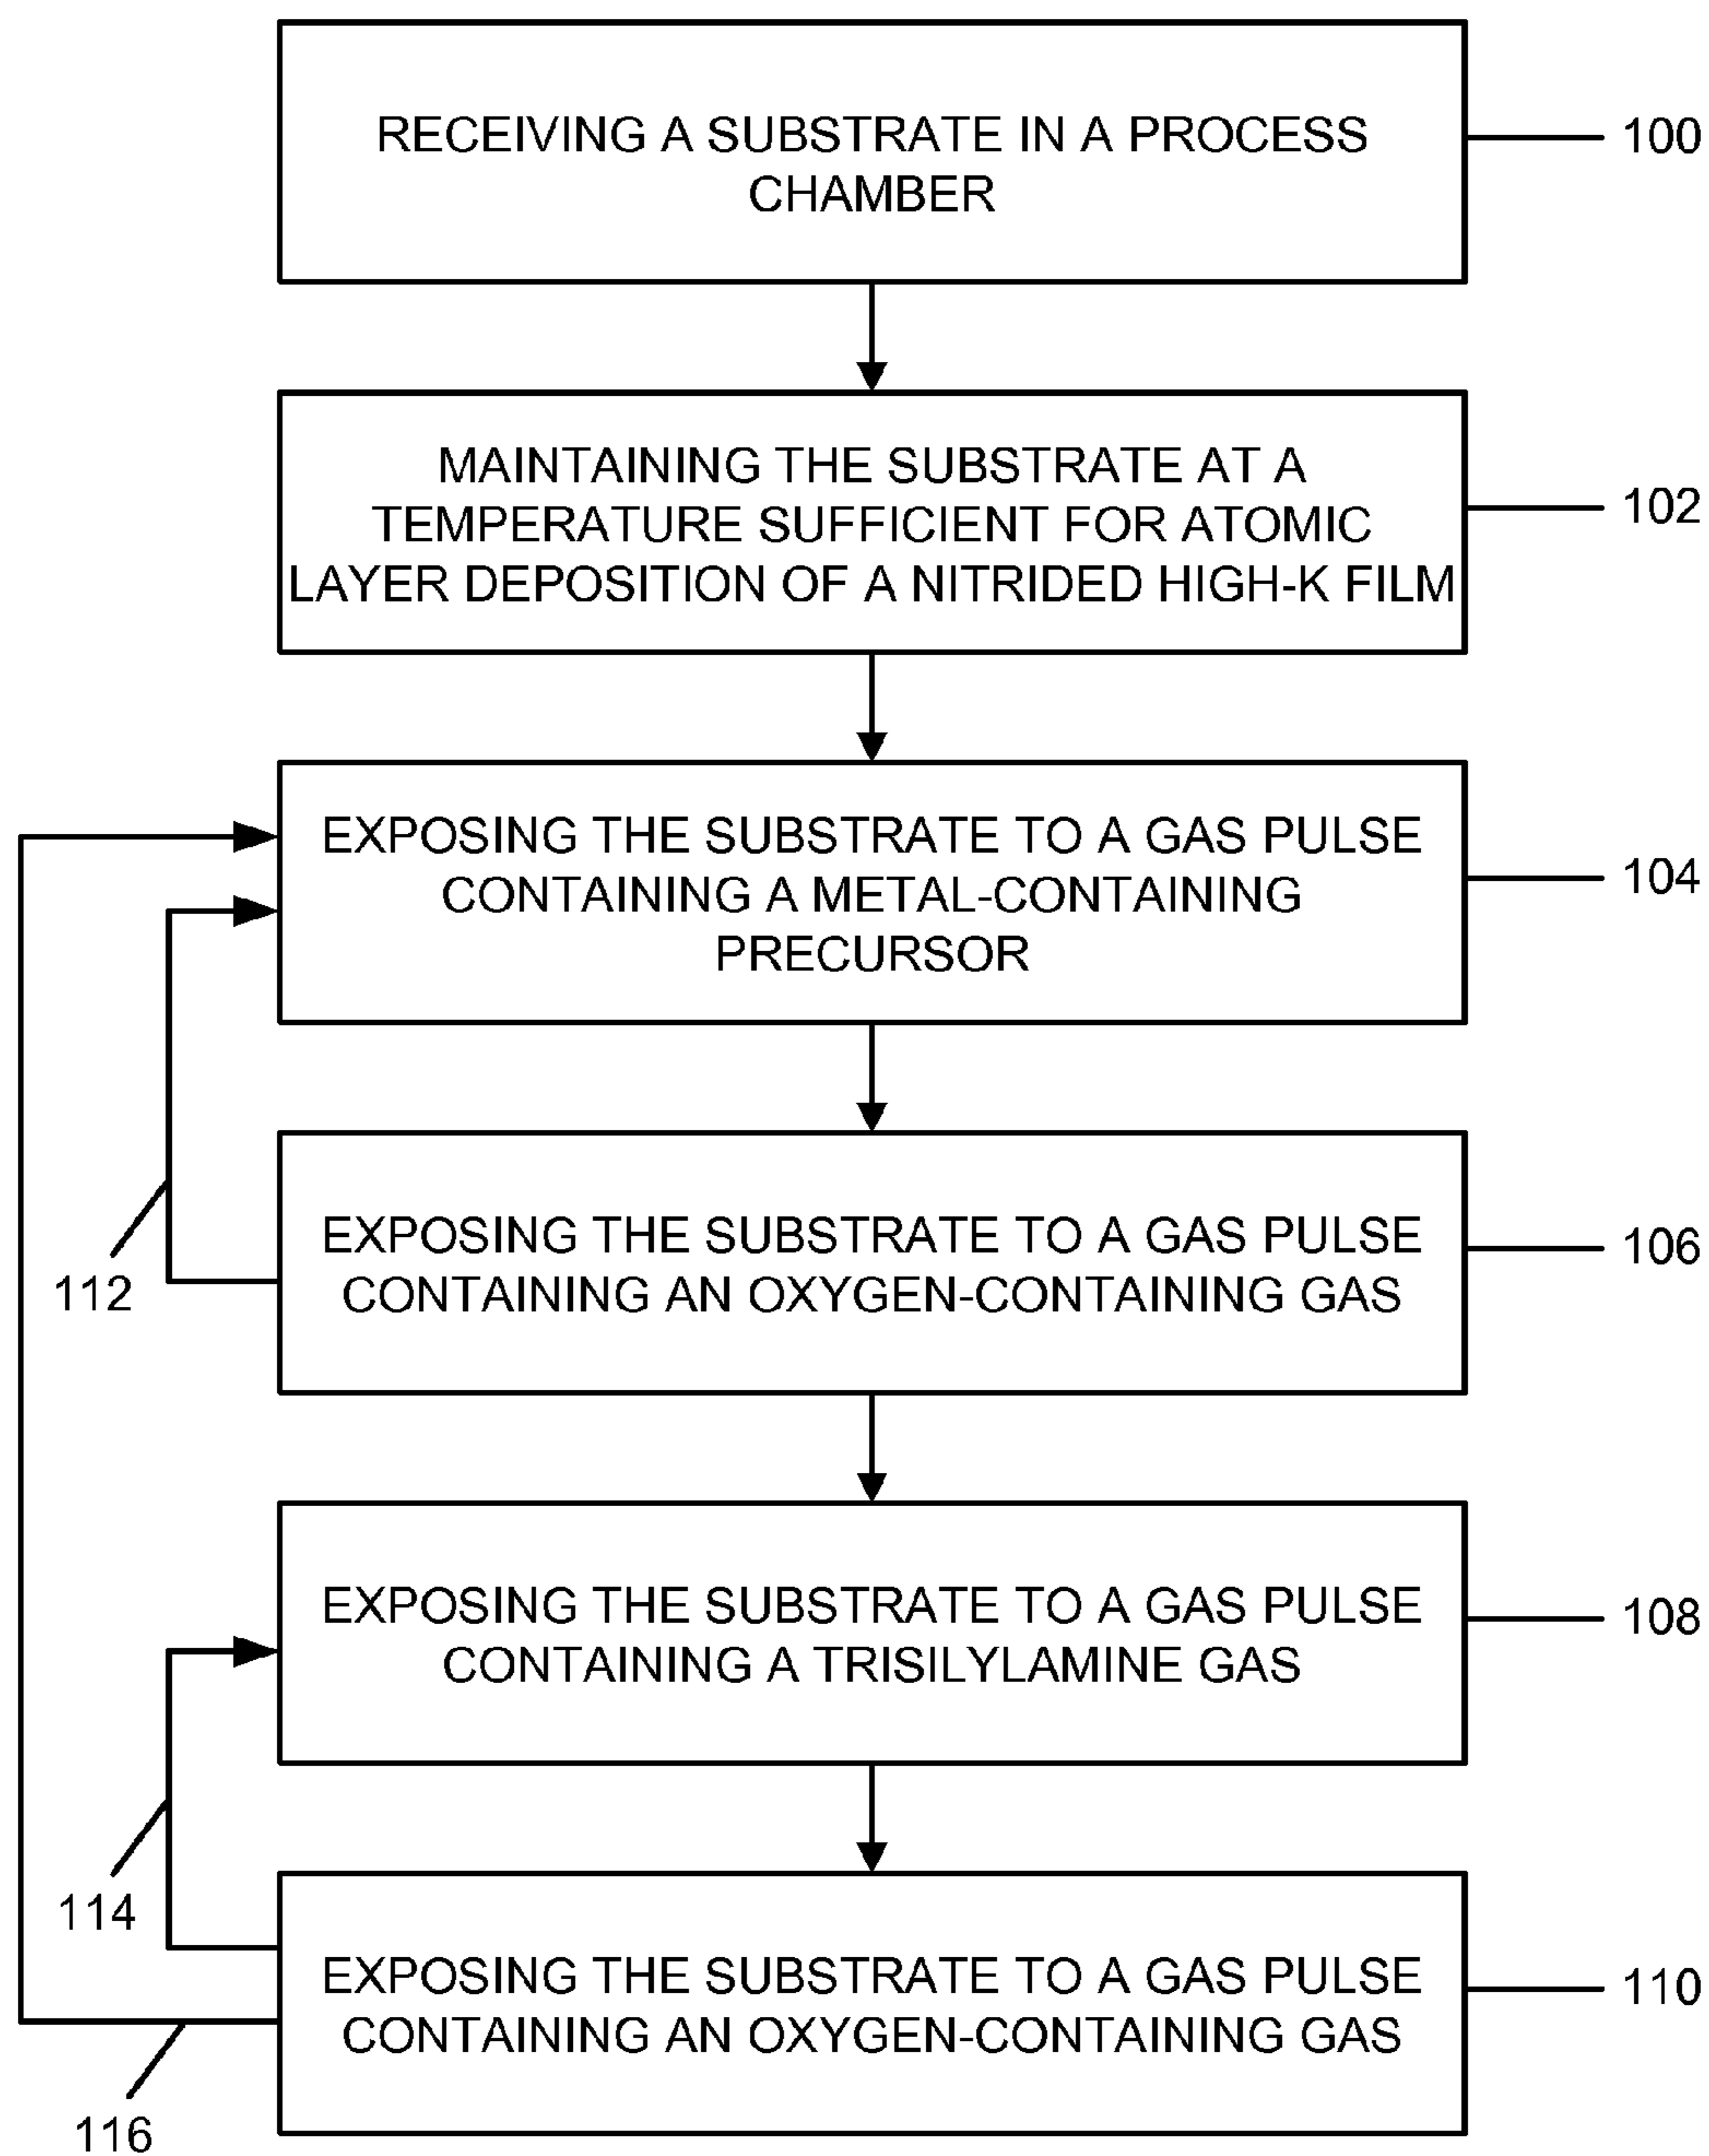 RECEIVING A SUBSTRATE IN A PROCESS
CHAMBER
100
MAINTAINING THE SUBSTRATE AT A
TEMPERATURE SUFFICIENT FOR ATOMIC
LAYER DEPOSITION OF A NITRIDED HIGH-K FILM
102
EXPOSING THE SUBSTRATE TO A GAS PULSE
CONTAINING A METAL-CONTAINING
PRECURSOR
104
EXPOSING THE SUBSTRATE TO A GAS PULSE
CONTAINING AN OXYGEN-CONTAINING GAS
106
112
EXPOSING THE SUBSTRATE TO A GAS PULSE
CONTAINING A TRISILYLAMINE GAS
108
114
EXPOSING THE SUBSTRATE TO A GAS PULSE
CONTAINING AN OXYGEN-CONTAINING GAS
110
116